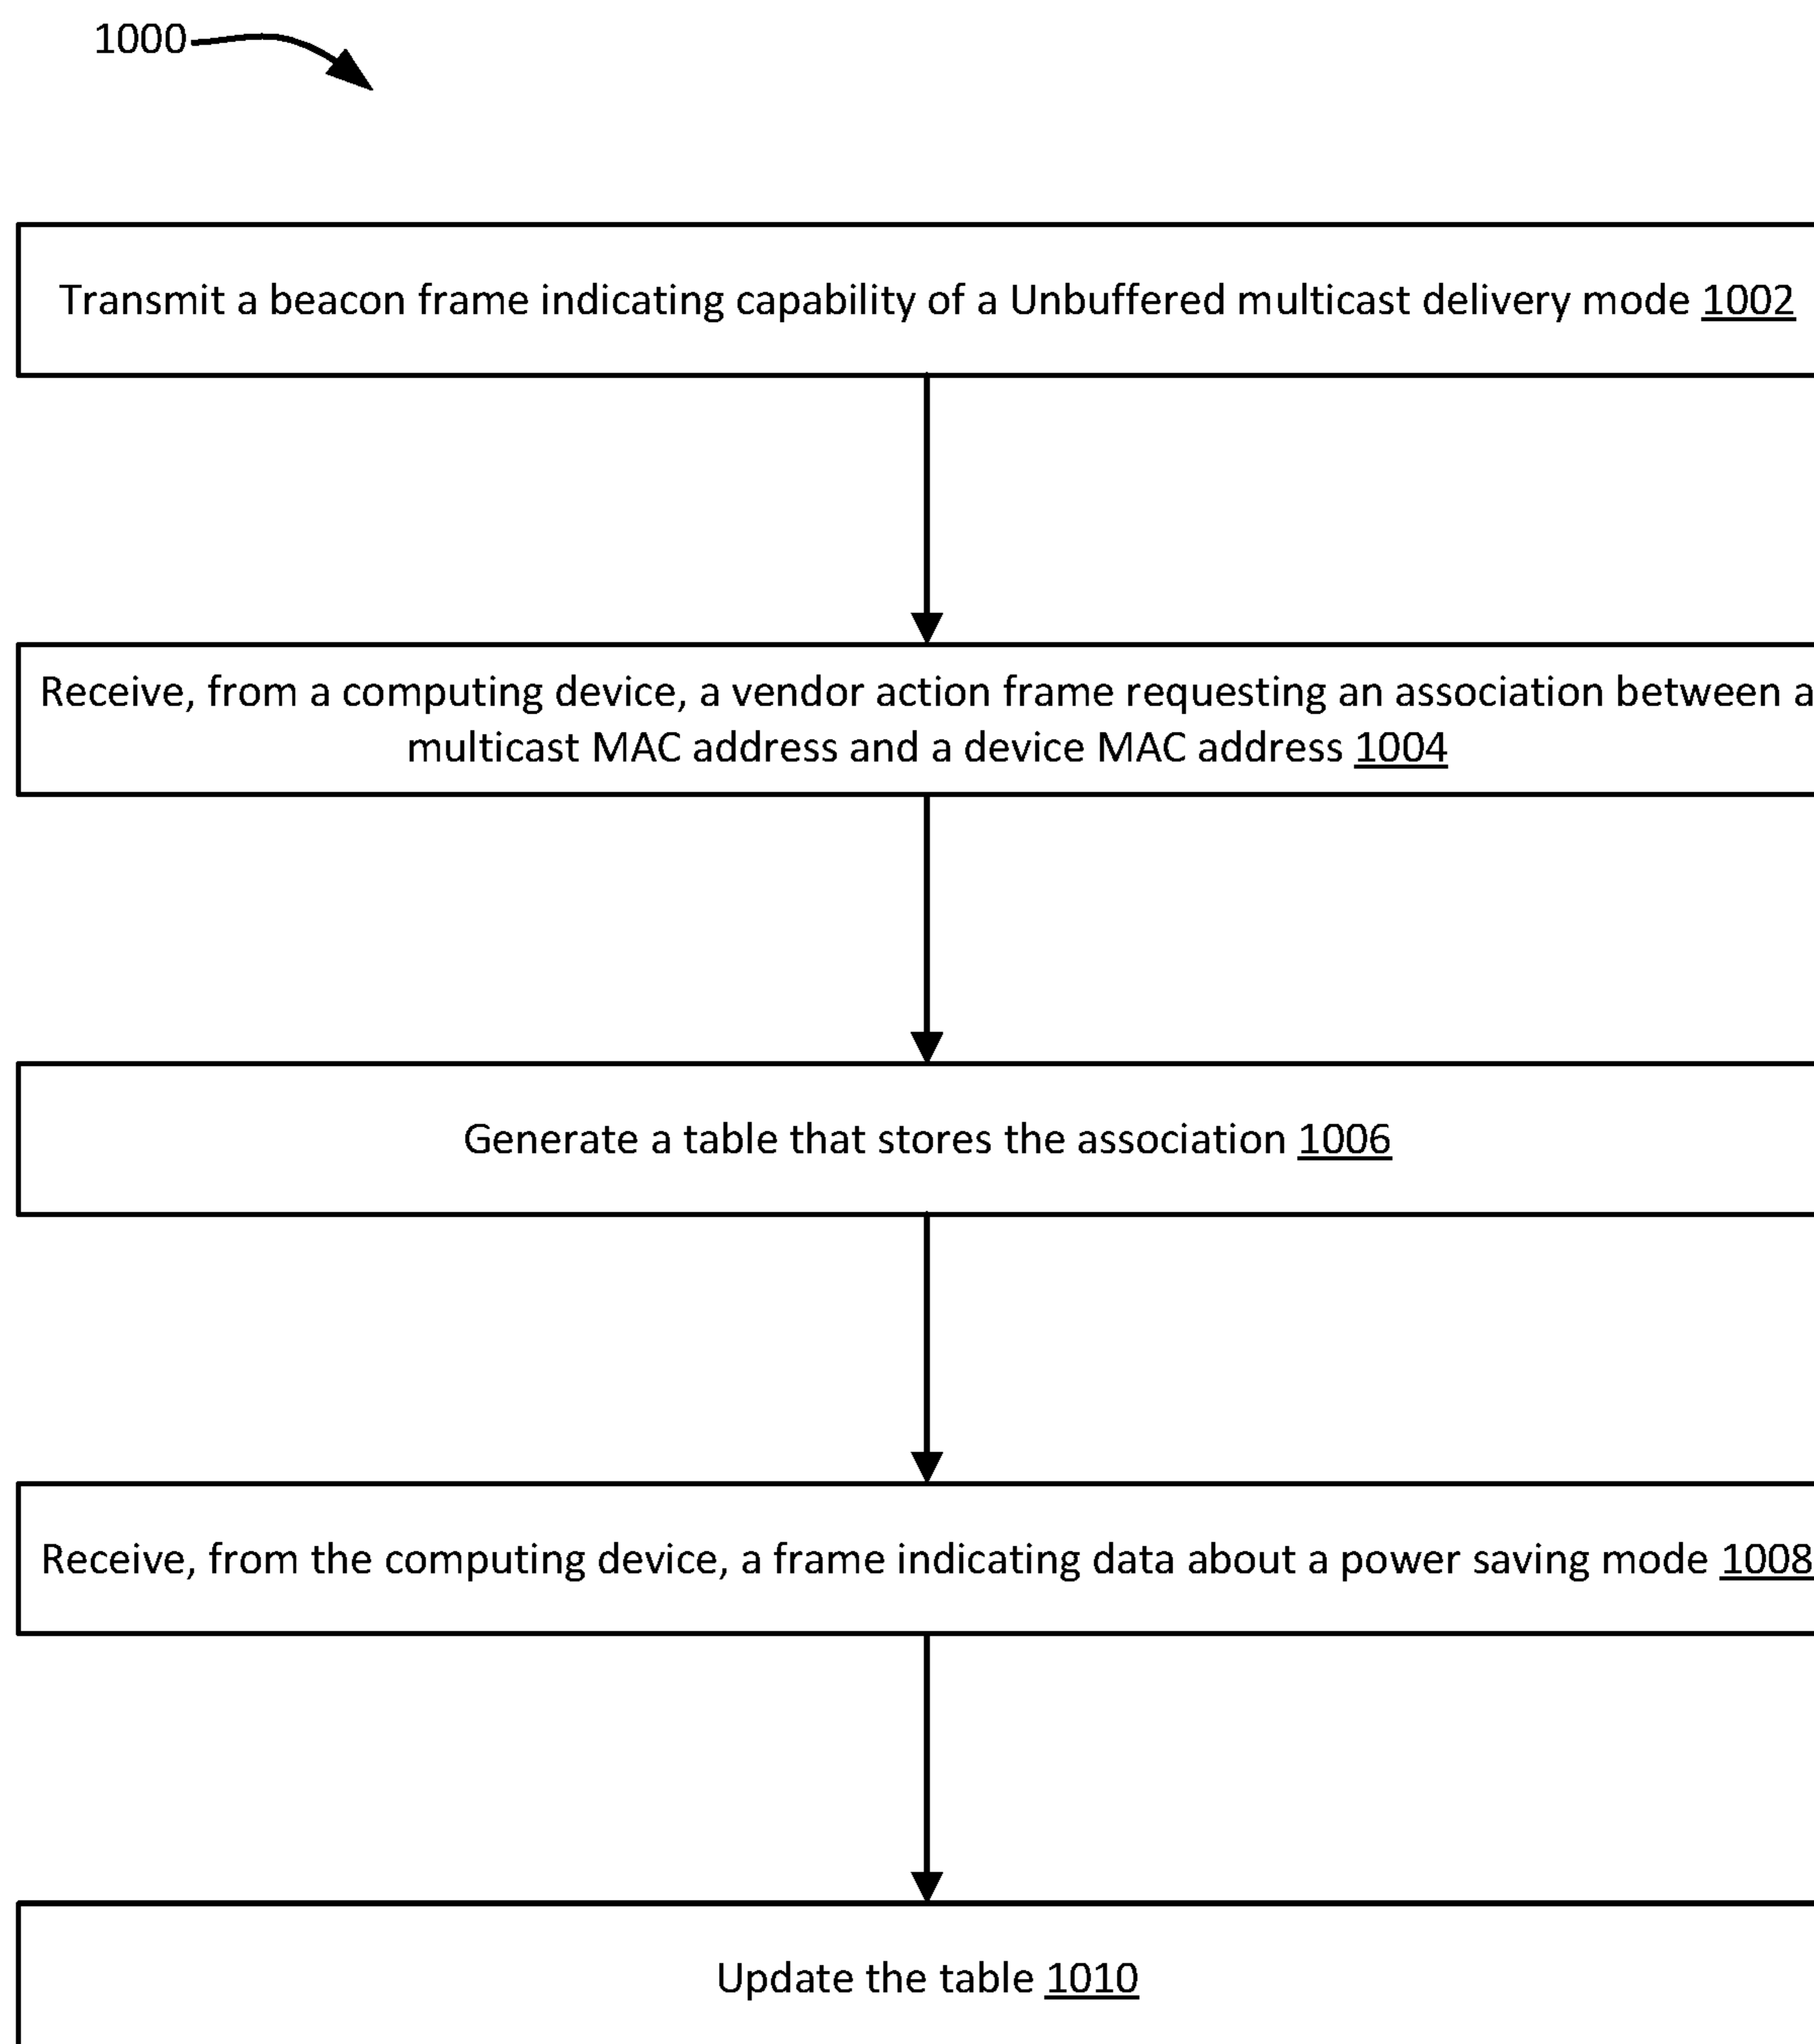 1000
Transmit a beacon frame indicating capability of a Unbuffered multicast delivery mode 1002
Receive, from a computing device, a vendor action frame requesting an association between a
multicast MAC address and a device MAC address 1004
Generate a table that stores the association 1006
Receive, from the computing device, a frame indicating data about a power saving mode 1008
Update the table 1010